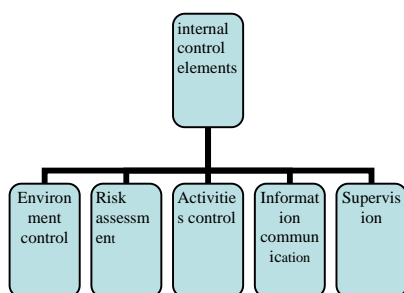 internal
control
elements
Environ
ment
control
Risk
assessm
ent
Activitie
s control
Informat
ion
commun
ication
Supervis
ion